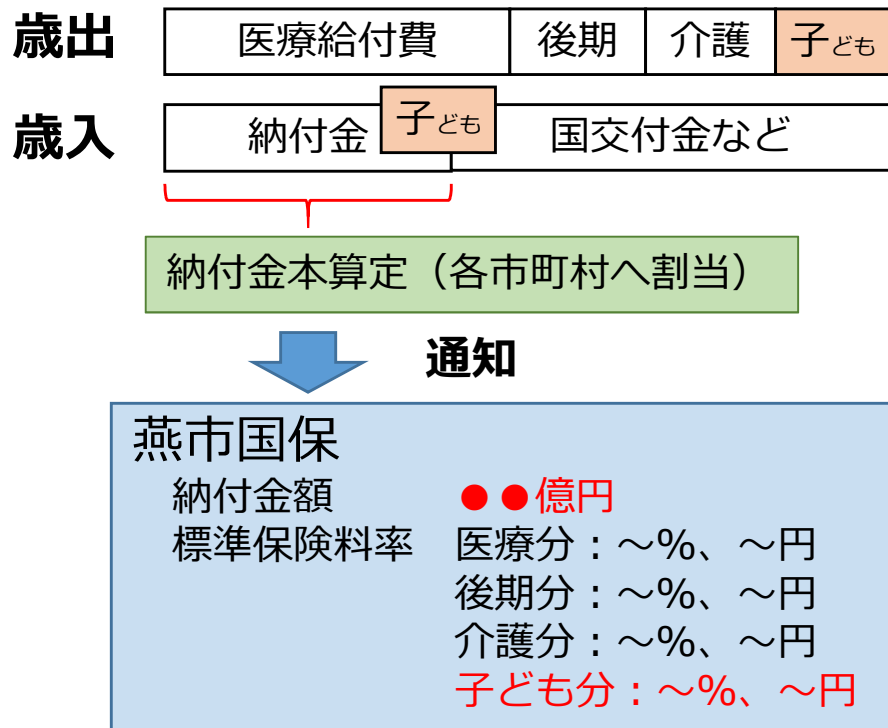 歳出 医療給付費 後期 介護 子ども
歳入 納付金 子ども 国交付金など
納付金本算定（各市町村へ割当）
通知
燕市国保
納付金額 ●●億円
標準保険料率 医療分：～%、～円
後期分：～%、～円
介護分：～%、～円
子ども分：～%、～円